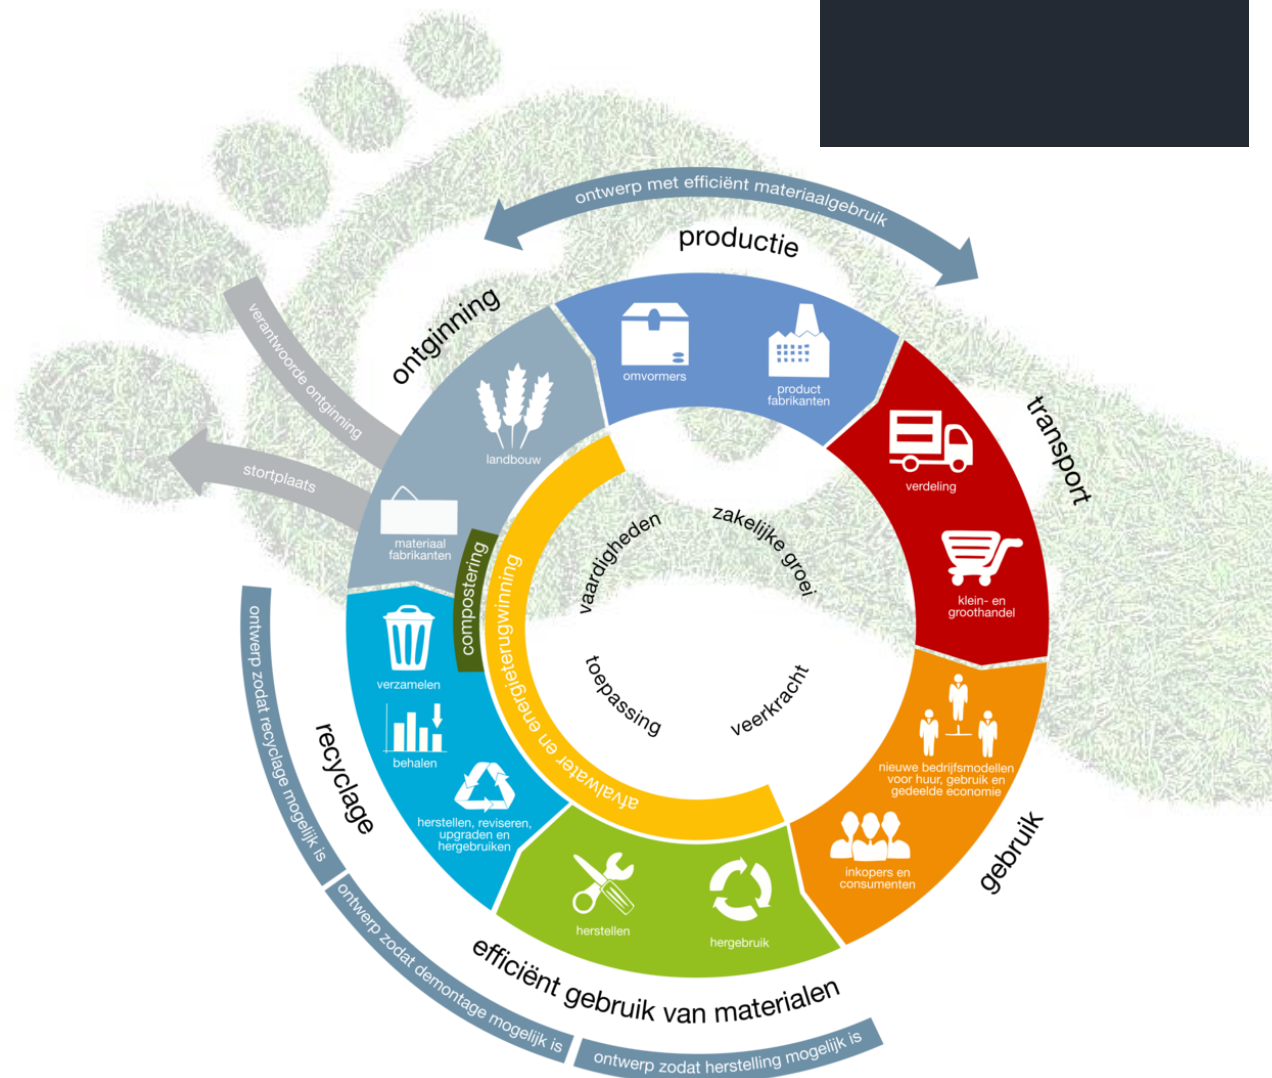 ontwerp met efficiënt materiaalgebruik
productie
omvormers
product
fabrikanten
ontginning
verantwoorde ontginning
stortplaats
landbouw
materiaal
fabrikanten
transport
verdeling
klein- en
groothandel
vaardigheden
zakelijke groei
toepassing
veerkracht
compostering
afvalwater en energieterugwinning
gebruik
nieuwe bedrijfsmodellen
voor huur, gebruik en
gedeelde economie
inkopers en
consumenten
recyclage
verzamelen
behalen
herstellen, reviseren,
upgraden en
hergebruiken
herstellen
hergebruik
efficiënt gebruik van materialen
ontwerp zodat recyclage mogelijk is
ontwerp zodat demontage mogelijk is
ontwerp zodat herstelling mogelijk is